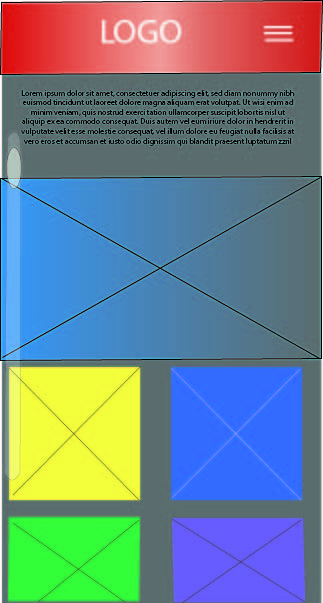 LOGO
Lorem ipsum dolor sit amet, consectetuer adipiscing elit, sed diam nonummy nibh
euismod tincidunt ut laoreet dolore magna aliquam erat volutpat. Ut wisi enim ad
minim veniam, quis nostrud exerci tation ullamcorper suscipit lobortis nisl ut
aliquip ex ea commodo consequat. Duis autem vel eum iriure dolor in hendrerit in
vulputate velit esse molestie consequat, vel illum dolore eu feugiat nulla facilisis at
vero eros et accumsan et iusto odio dignissim qui blandit praesent luptatum zzril